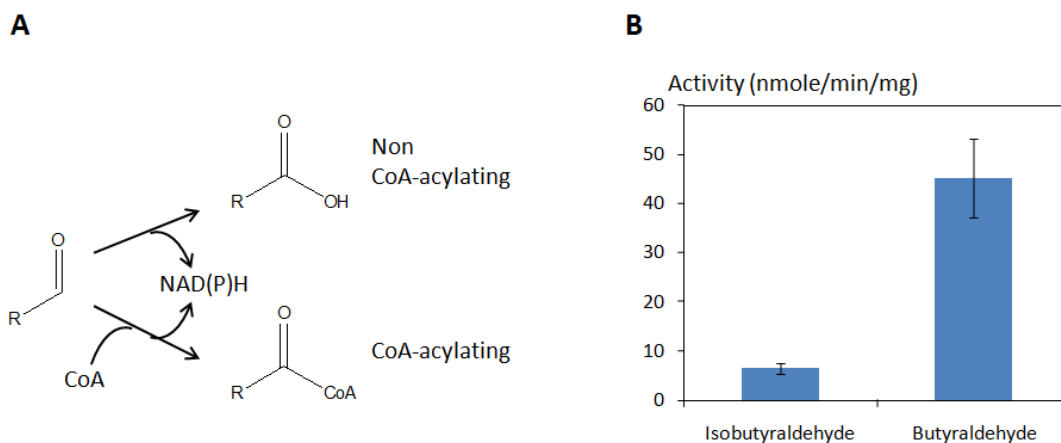 A
O
R
OH
Non
CoA-acylating
O
R
NAD(P)H
CoA
O
R
CoA
CoA-acylating
B
Activity (nmole/min/mg)
60
50
40
30
20
10
0
Isobutyraldehyde
Butyraldehyde